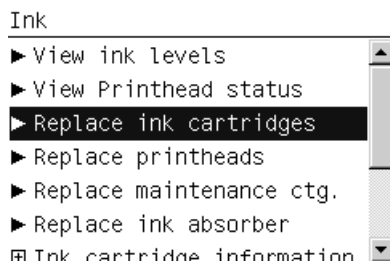 Ink
View ink levels
View Printhead status
Replace ink cartridges
Replace printheads
Replace maintenance ctg.
Replace ink absorber
Ink cartridge information